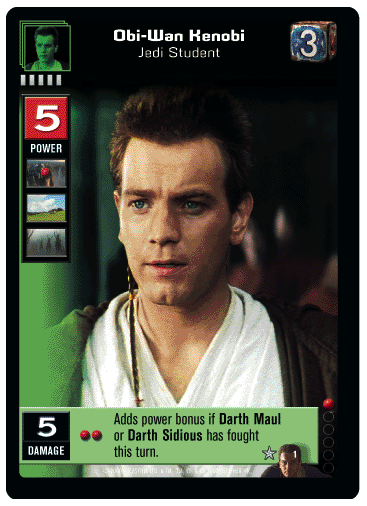 Obi-Wan Kenobi
Jedi Student
3
5
POWER
5
DAMAGE
Adds power bonus if Darth Maul
or Darth Sidious has fought
this turn.
1